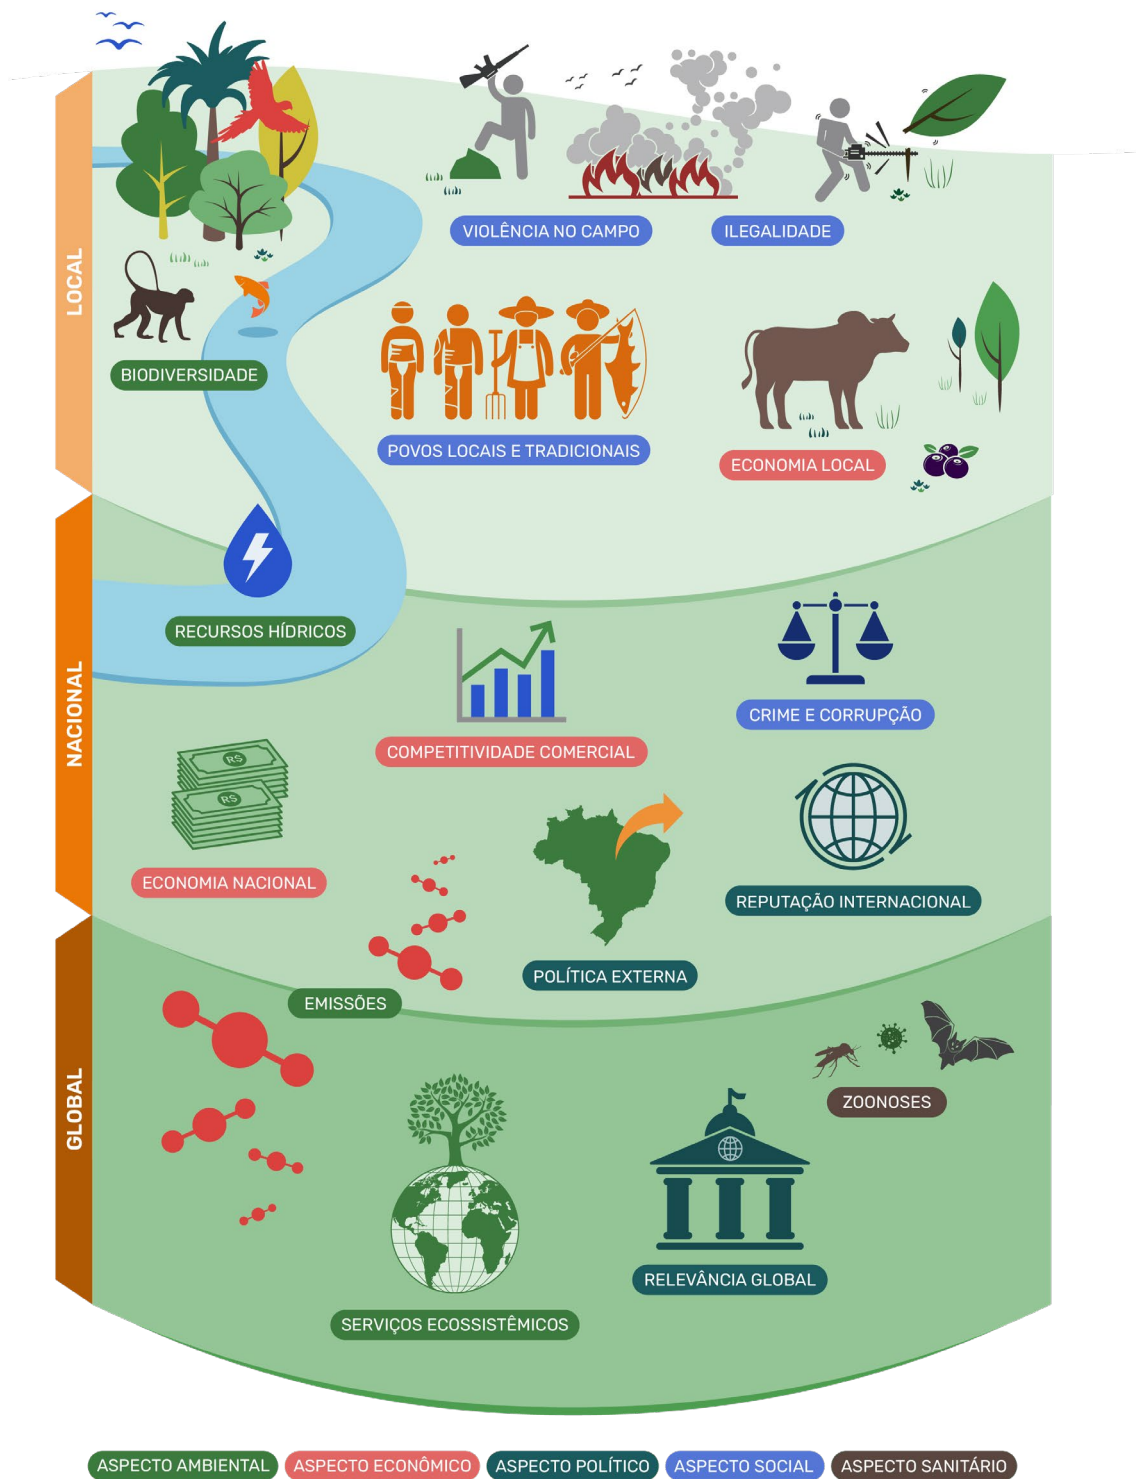 LOCAL
VIOLÊNCIA NO CAMPO
ILEGALIDADE
BIODIVERSIDADE
POVOS LOCAIS E TRADICIONAIS
ECONOMIA LOCAL
NACIONAL
RECURSOS HÍDRICOS
CRIME E CORRUPÇÃO
COMPETITIVIDADE COMERCIAL
R$
R$
ECONOMIA NACIONAL
REPUTAÇÃO INTERNACIONAL
POLÍTICA EXTERNA
GLOBAL
EMISSÕES
ZOONOSES
RELEVÂNCIA GLOBAL
SERVIÇOS ECOSSISTÊMICOS
ASPECTO AMBIENTAL
ASPECTO ECONÔMICO
ASPECTO POLÍTICO
ASPECTO SOCIAL
ASPECTO SANITÁRIO